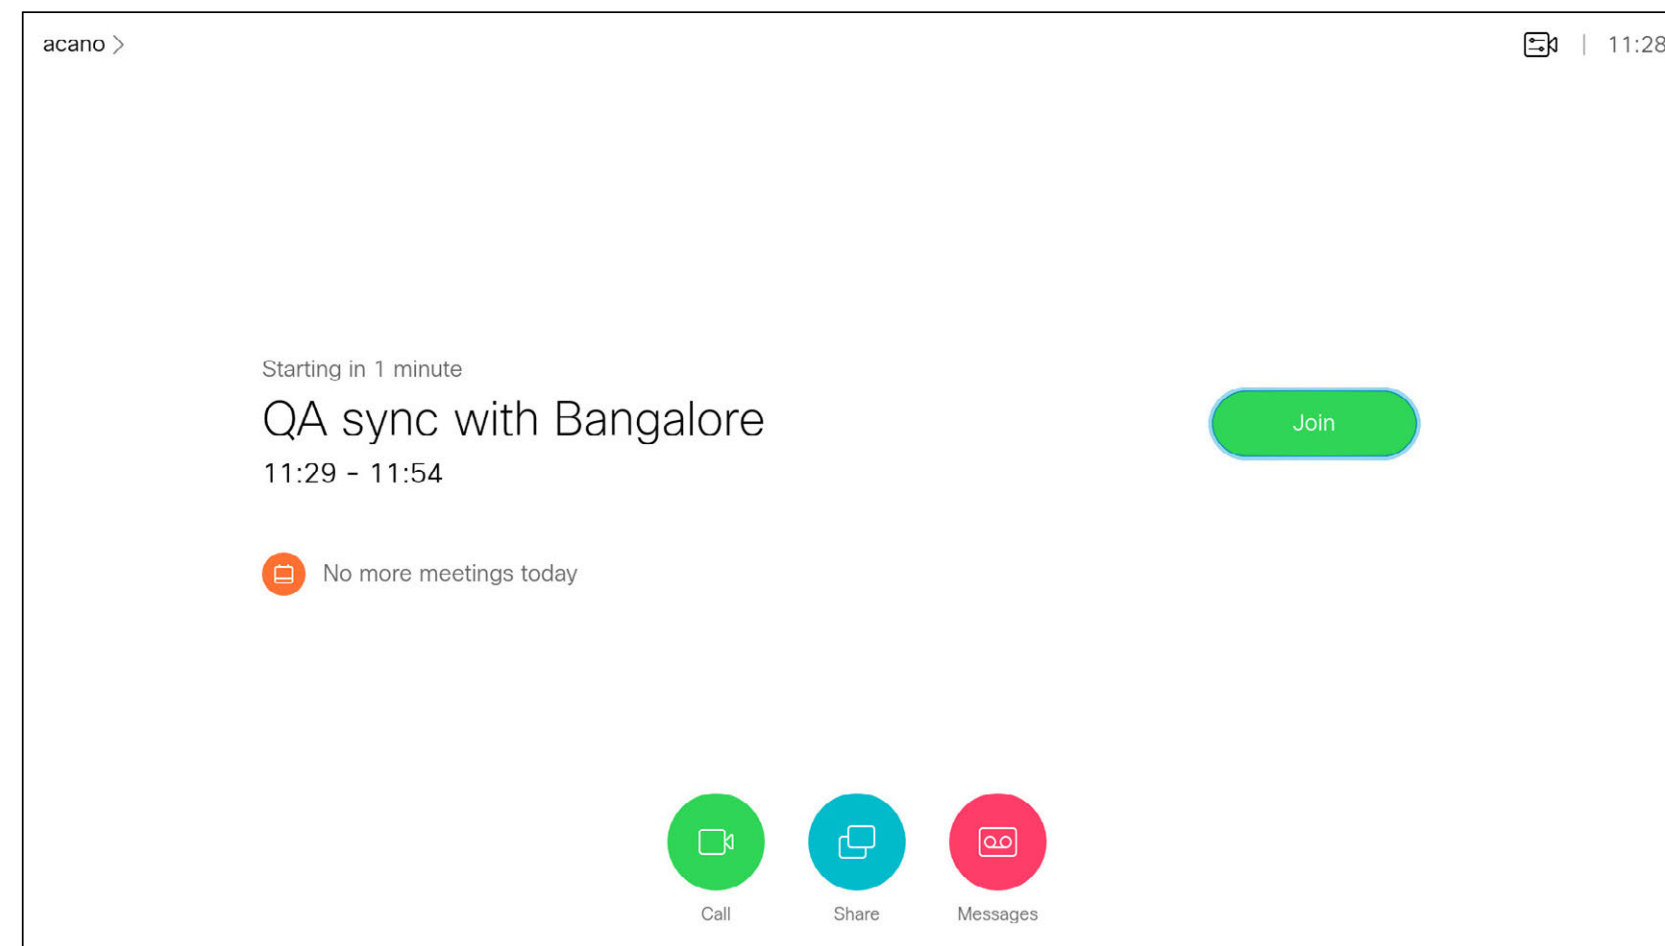 acano
11:28
Starting in 1 minute
QA sync with Bangalore
11:29 - 11:54
Join
No more meetings today
Call
Share
Messages